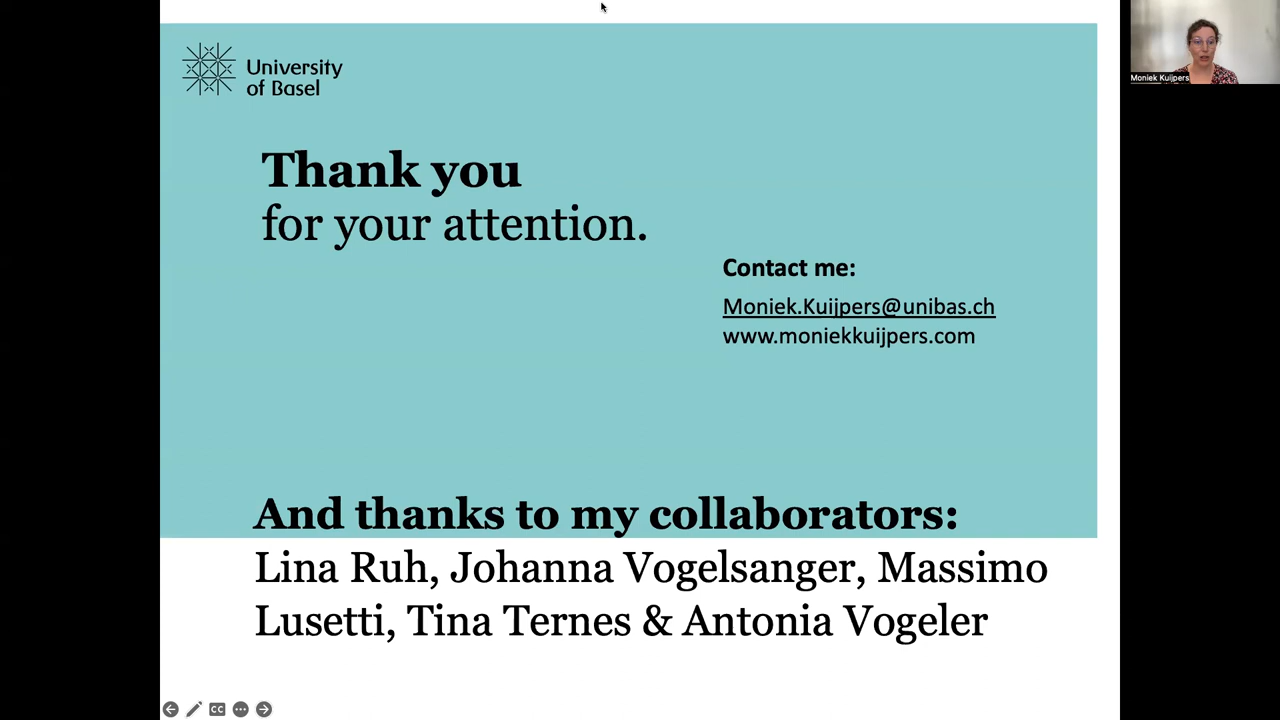 University
of Basel
Thank you
for your attention.
Contact me:
Moniek.Kuijpers@unibas.ch
www.moniekkuijpers.com
And thanks to my collaborators:
Lina Ruh, Johanna Vogelsanger, Massimo
Lusetti, Tina Ternes & Antonia Vogeler
Moniek Kuijpers
CC